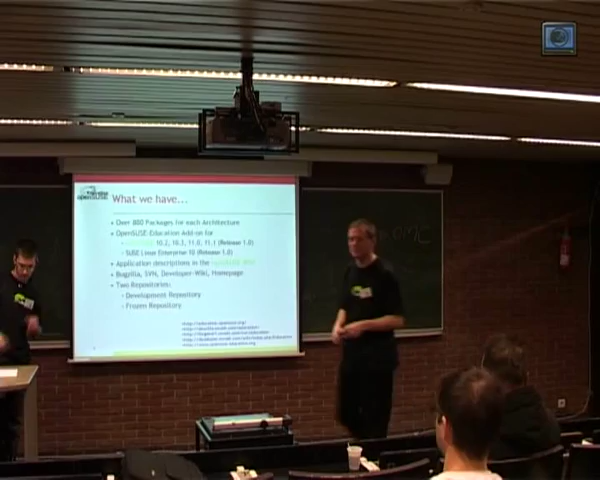 openSUSE
What we have...
• Over 800 Packages for each Architecture
• OpenSUSE Education Add-on for
- 10.2, 10.3, 11.0, 11.1 (Release 1.0)
- SUSE Linux Enterprise 10 (Release 1.0)
• Application descriptions in the
• Bugzilla, SVN, Developer-Wiki, Homepage
• Two Repositories:
- Development Repository
- Frozen Repository